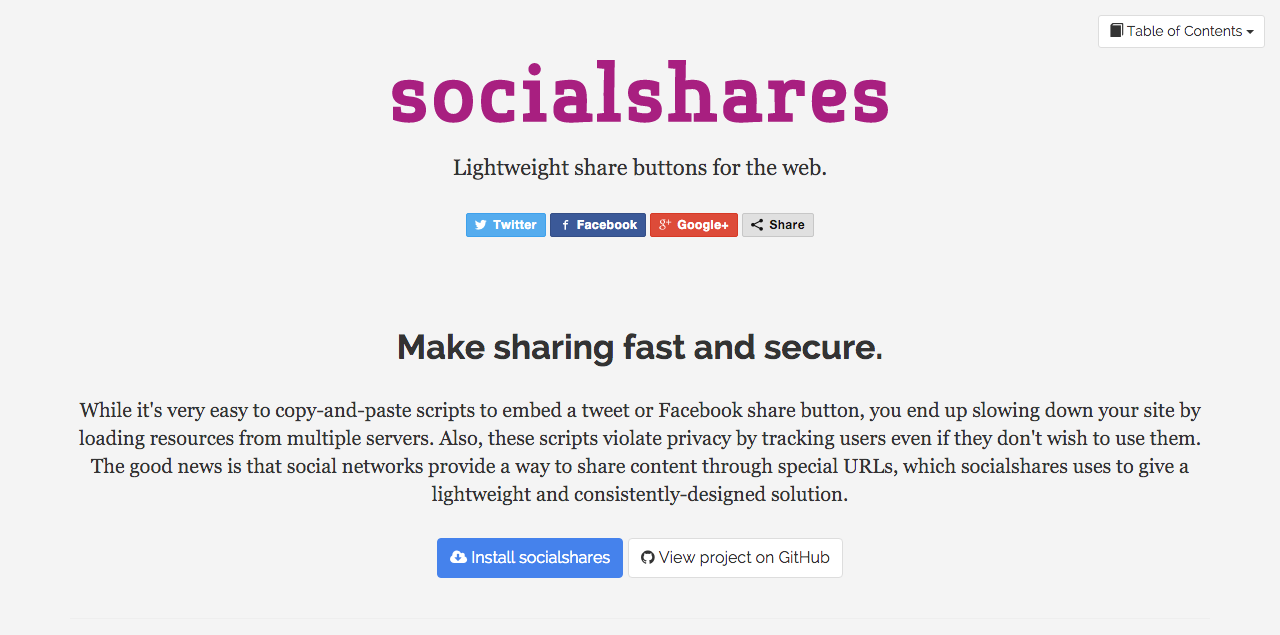 Table of Contents
socialshares
Lightweight share buttons for the web.
Twitter Facebook Google+ Share
Make sharing fast and secure.
While it's very easy to copy-and-paste scripts to embed a tweet or Facebook share button, you end up slowing down your site by
loading resources from multiple servers. Also, these scripts violate privacy by tracking users even if they don't wish to use them.
The good news is that social networks provide a way to share content through special URLs, which socialshares uses to give a
lightweight and consistently-designed solution.
Install socialshares View project on GitHub